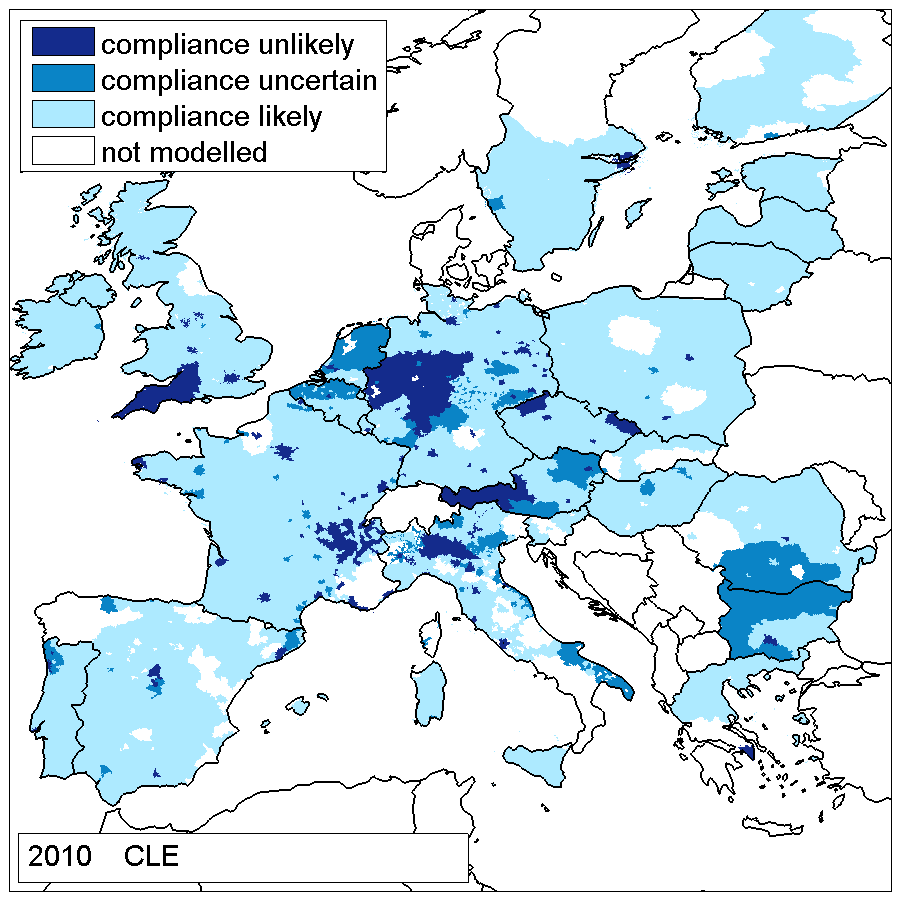 compliance unlikely
compliance uncertain
compliance likely
not modelled
2010 CLE